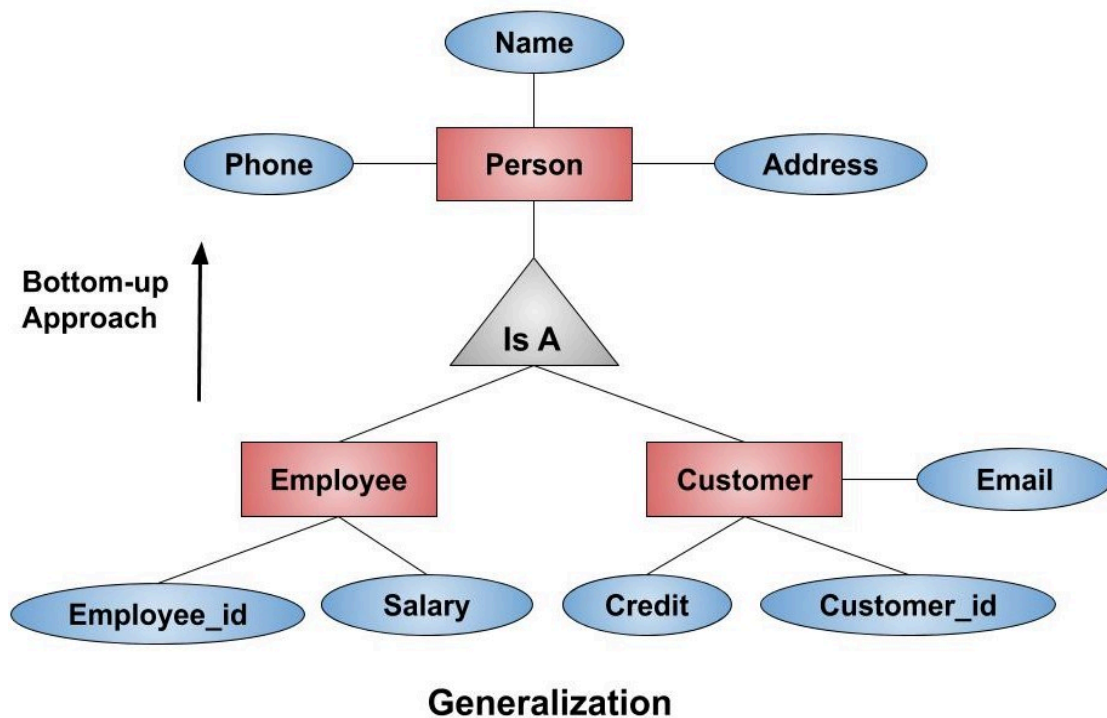 Name
Phone
Person
Address
Bottom-up
Approach
Is A
Employee
Customer
Email
Employee_id
Salary
Credit
Customer_id
Generalization